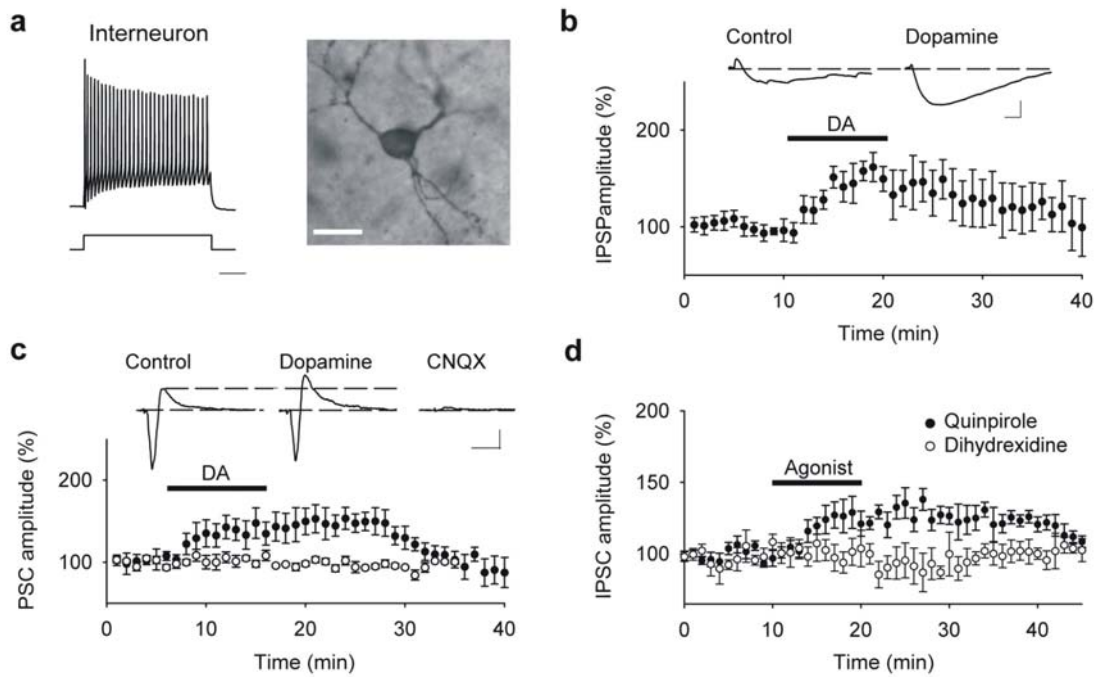 a
Interneuron
b
Control
Dopamine
DA
200
150
100
50
IPSPamplitude (%)
0
10
20
30
40
Time (min)
c
Control
Dopamine
CNQX
DA
200
100
PSC amplitude (%)
0
10
20
30
40
Time (min)
d
Quinpirole
Dihydrexidine
Agonist
200
150
100
IPSC amplitude (%)
0
10
20
30
40
Time (min)